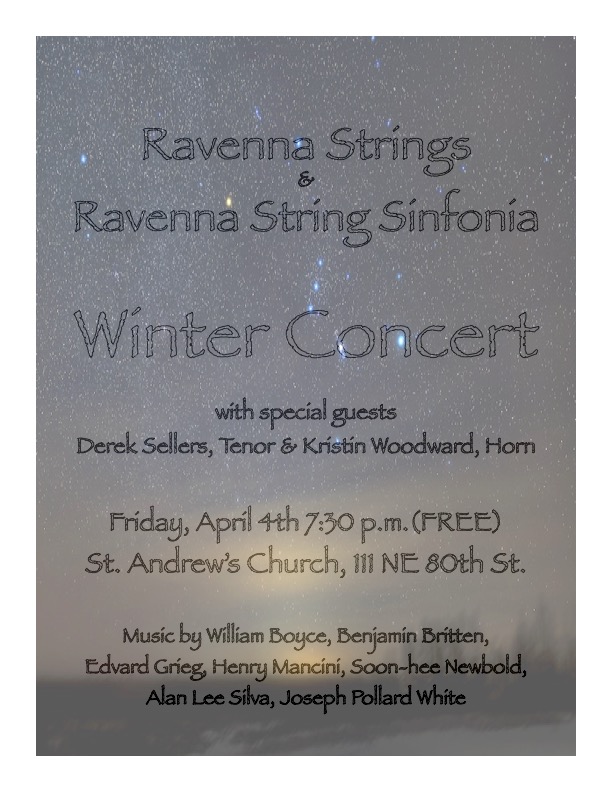 Ravenna Strings
&
Ravenna String Sinfonia
Winter Concert
with special guests
Derek Sellers, Tenor & Kristin Woodward, Horn
Friday, April 4th 7:30 p.m. (FREE)
St. Andrew's Church, 111 NE 80th St.
Music by William Boyce, Benjamin Britten,
Edvard Grieg, Henry Mancini, Soon-hee Newbold,
Alan Lee Silva, Joseph Pollard White